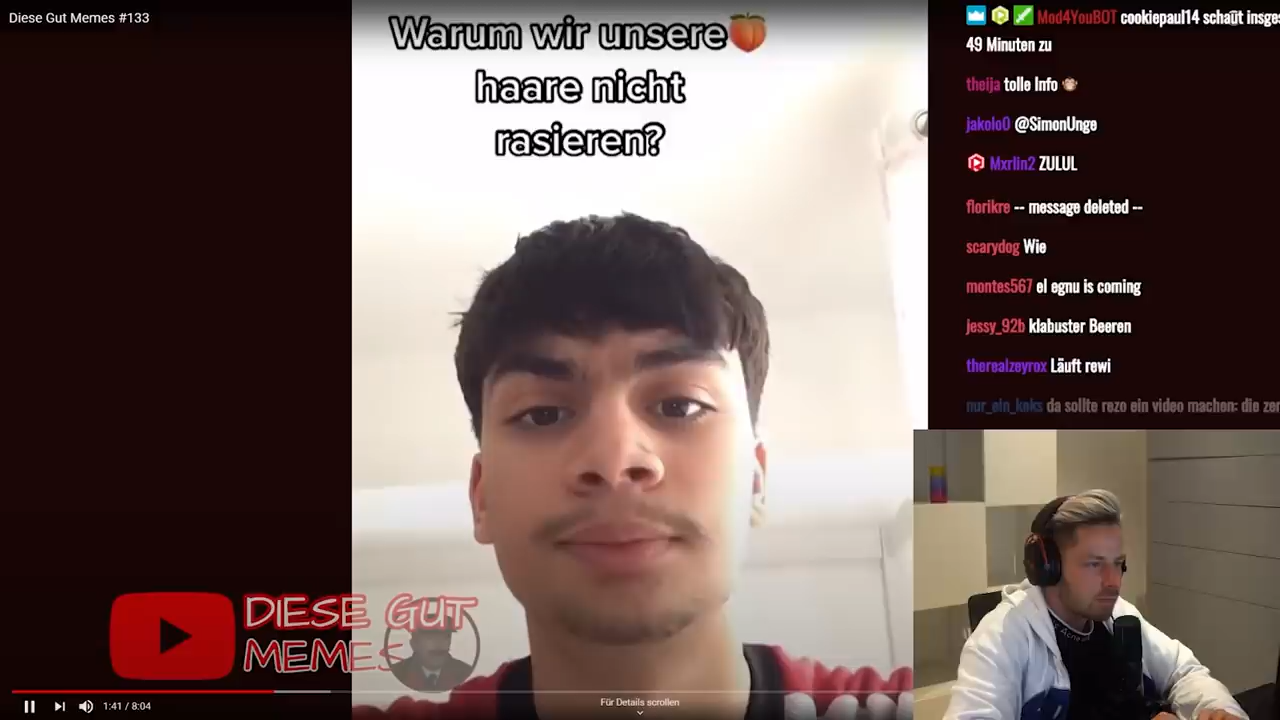 Diese Gut Memes #133
Warum wir unsere🍑
haare nicht
rasieren?
Mod4YouBOT cookiepaul14 schaut insges
49 Minuten zu
theija tolle Info 🐵
jakolo0 @SimonUnge
Mxrlin2 ZULUL
florikre -- message deleted --
scarydog Wie
montes567 el egnu is coming
jessy_92b klabuster Beeren
therealzeyrox Läuft rewi
nur_ein_keks da sollte rezo ein video machen: die zer
DIESE GUT
MEMES
1:41 / 8:04
Für Details scrollen